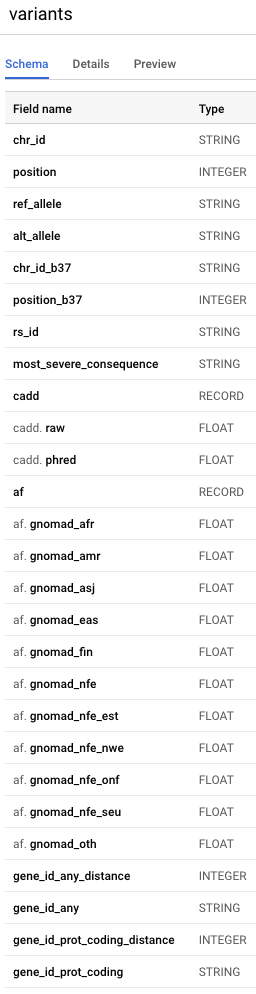 variants
Schema Details Preview
Field name Type
chr_id STRING
position INTEGER
ref_allele STRING
alt_allele STRING
chr_id_b37 STRING
position_b37 INTEGER
rs_id STRING
most_severe_consequence STRING
cadd RECORD
cadd. raw FLOAT
cadd. phred FLOAT
af RECORD
af. gnomad_afr FLOAT
af. gnomad_amr FLOAT
af. gnomad_asj FLOAT
af. gnomad_eas FLOAT
af. gnomad_fin FLOAT
af. gnomad_nfe FLOAT
af. gnomad_nfe_est FLOAT
af. gnomad_nfe_nwe FLOAT
af. gnomad_nfe_onf FLOAT
af. gnomad_nfe_seu FLOAT
af. gnomad_oth FLOAT
gene_id_any_distance INTEGER
gene_id_any STRING
gene_id_prot_coding_distance INTEGER
gene_id_prot_coding STRING